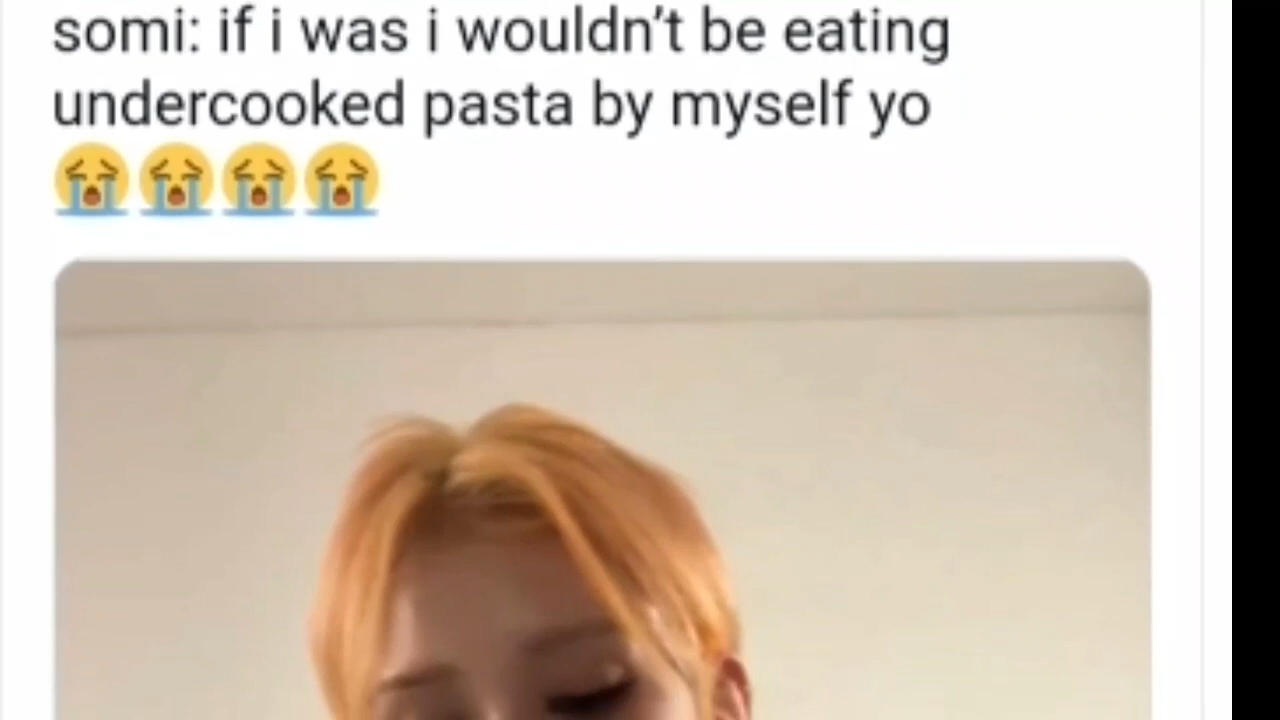 somi: if i was i wouldn’t be eating
undercooked pasta by myself yo
😭😭😭😭